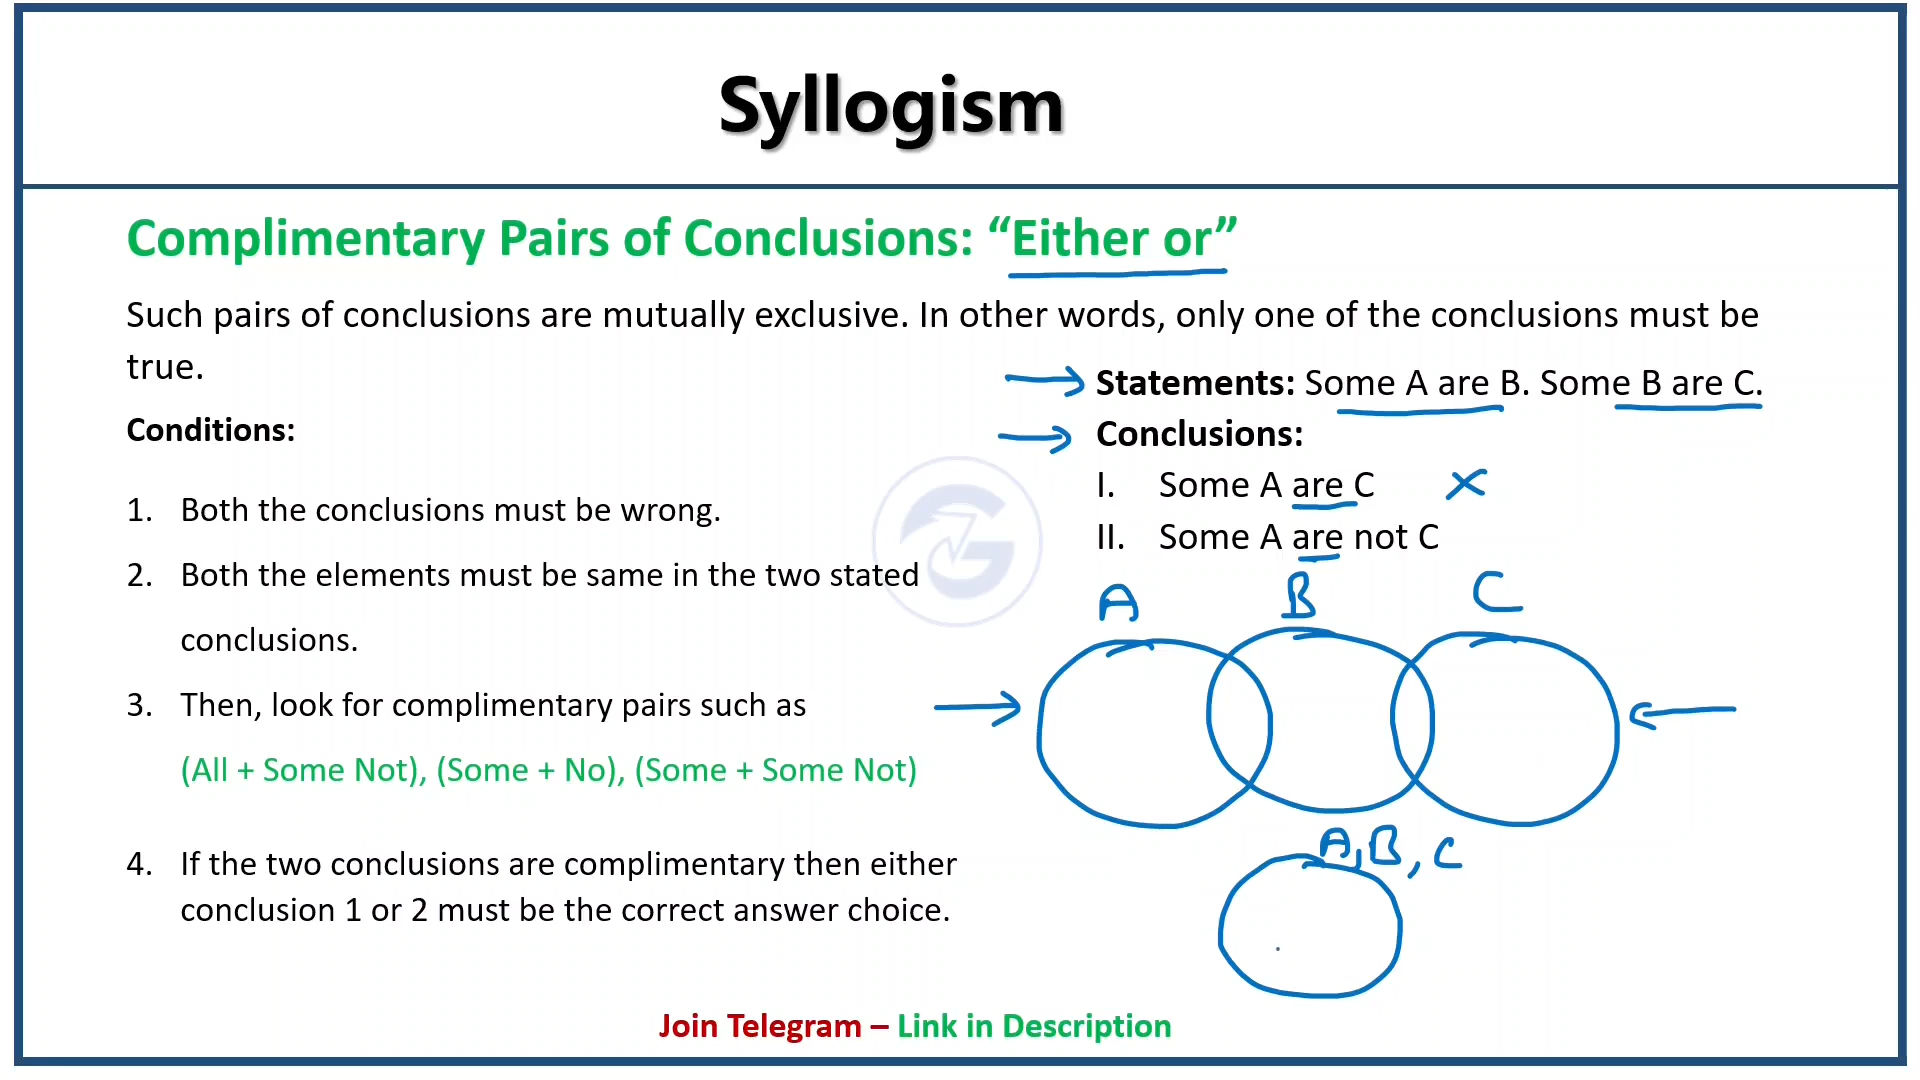 Syllogism
Complimentary Pairs of Conclusions: “Either or”
Such pairs of conclusions are mutually exclusive. In other words, only one of the conclusions must be
true.
Conditions:
1. Both the conclusions must be wrong.
2. Both the elements must be same in the two stated
conclusions.
3. Then, look for complimentary pairs such as
(All + Some Not), (Some + No), (Some + Some Not)
4. If the two conclusions are complimentary then either
conclusion 1 or 2 must be the correct answer choice.
Statements: Some A are B. Some B are C.
Conclusions:
I. Some A are C
II. Some A are not C
A B C
A, B, C
Join Telegram – Link in Description